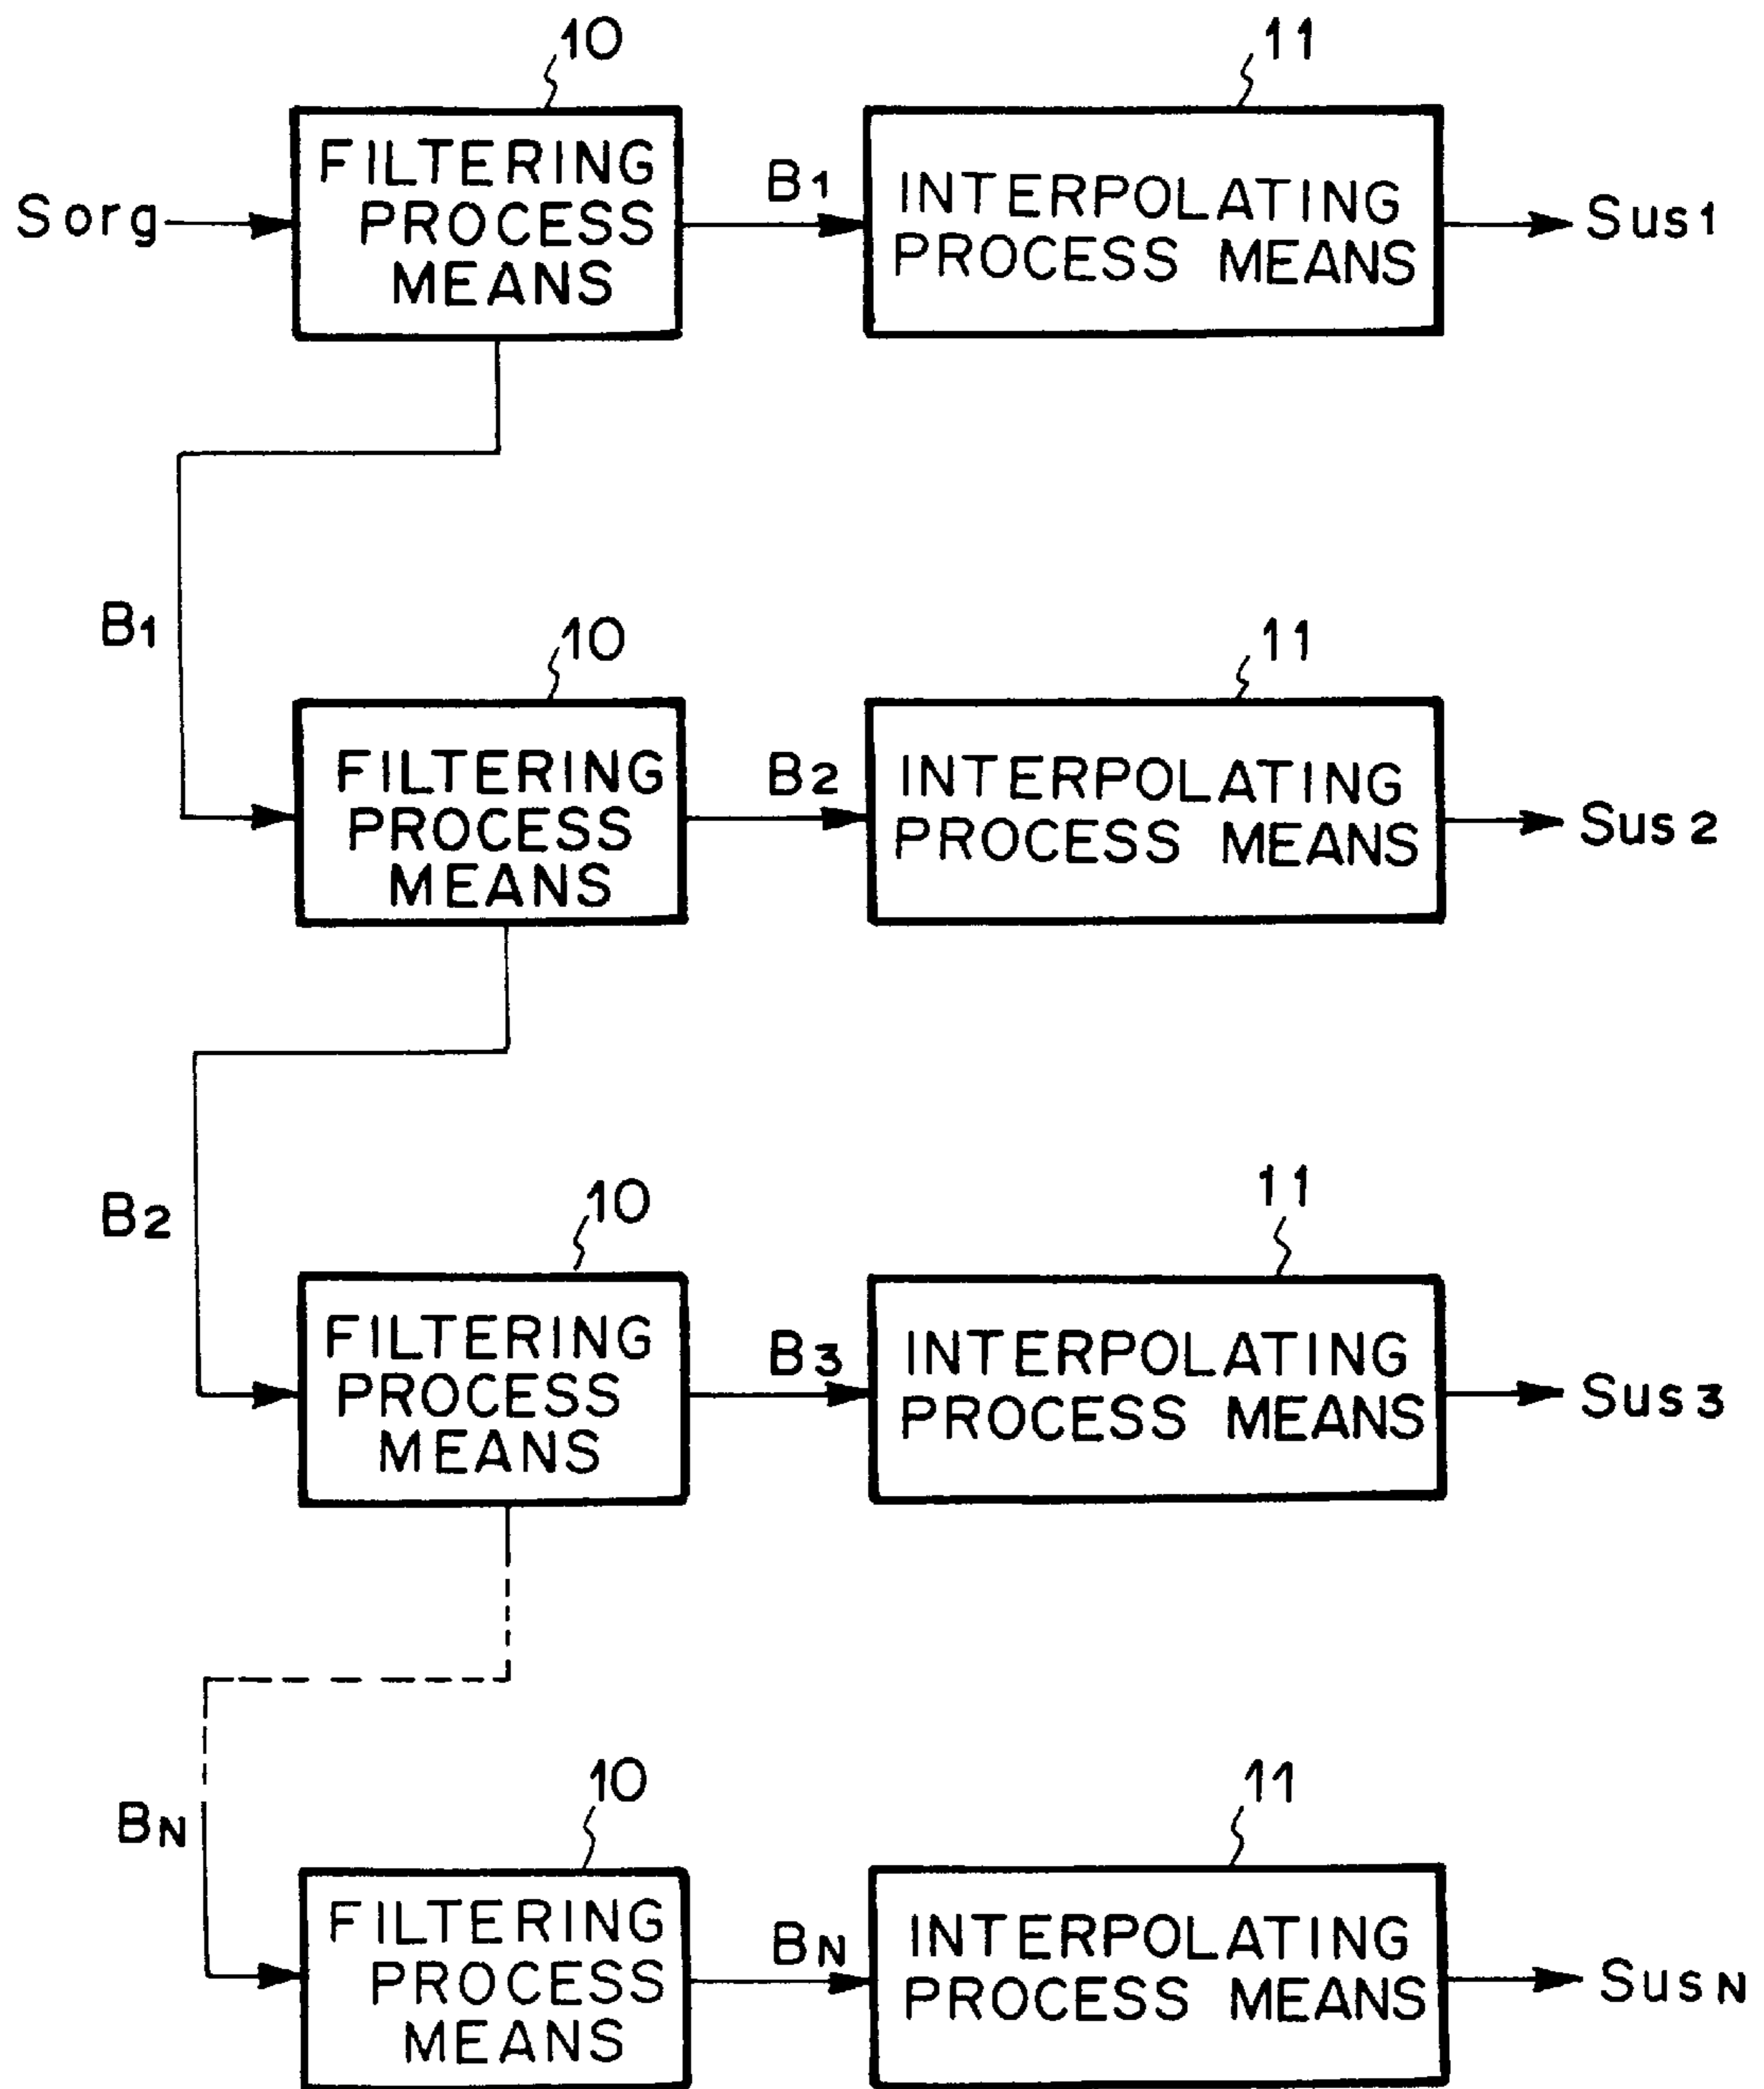 10
11
Sorg
FILTERING
PROCESS
MEANS
B1
INTERPOLATING
PROCESS MEANS
Sus1
B1
10
11
FILTERING
PROCESS
MEANS
B2
INTERPOLATING
PROCESS MEANS
Sus2
B2
10
11
FILTERING
PROCESS
MEANS
B3
INTERPOLATING
PROCESS MEANS
Sus3
BN
10
11
FILTERING
PROCESS
MEANS
BN
INTERPOLATING
PROCESS MEANS
SusN